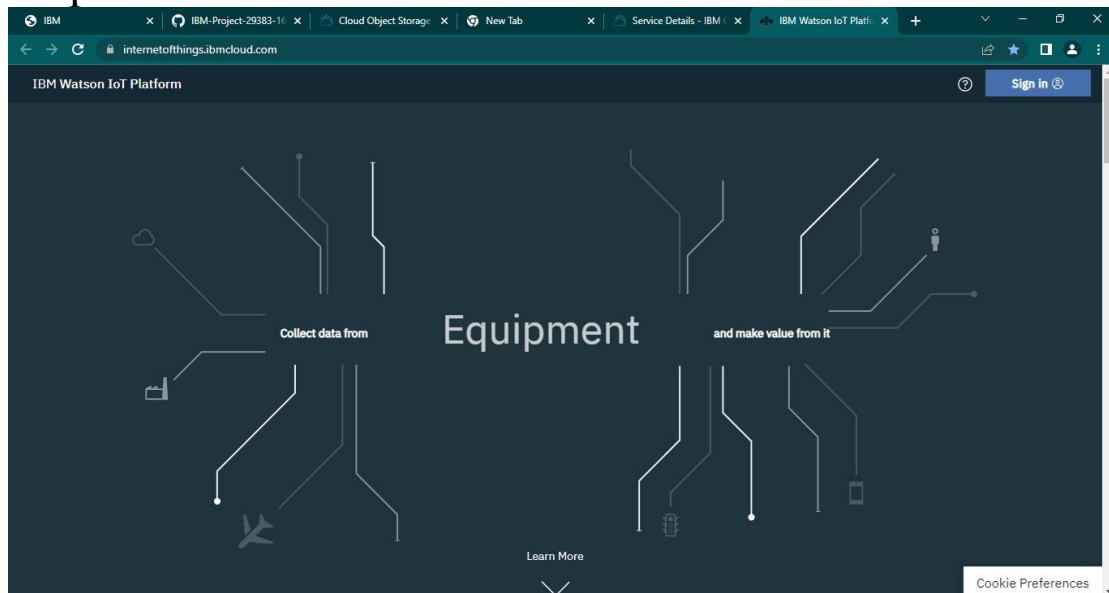 IBM
IBM-Project-29383-16
Cloud Object Storage
New Tab
Service Details - IBM
IBM Watson IoT Platfo
internetofthings.ibmcloud.com
IBM Watson IoT Platform
Sign in
Collect data from
Equipment
and make value from it
Learn More
Cookie Preferences